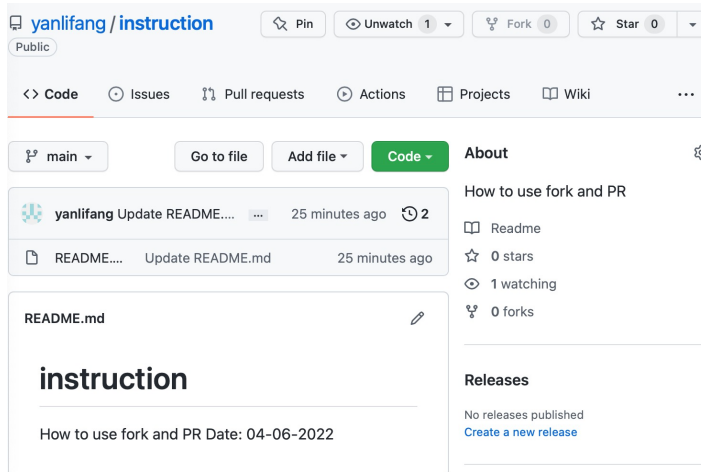 yanlifang / instruction
Pin
Unwatch 1
Fork 0
Star 0
Public
Code
Issues
Pull requests
Actions
Projects
Wiki
...
main
Go to file
Add file
Code
yanlifang Update README.... ... 25 minutes ago 2
README.... Update README.md 25 minutes ago
README.md
instruction
How to use fork and PR Date: 04-06-2022
About
How to use fork and PR
Readme
0 stars
1 watching
0 forks
Releases
No releases published
Create a new release